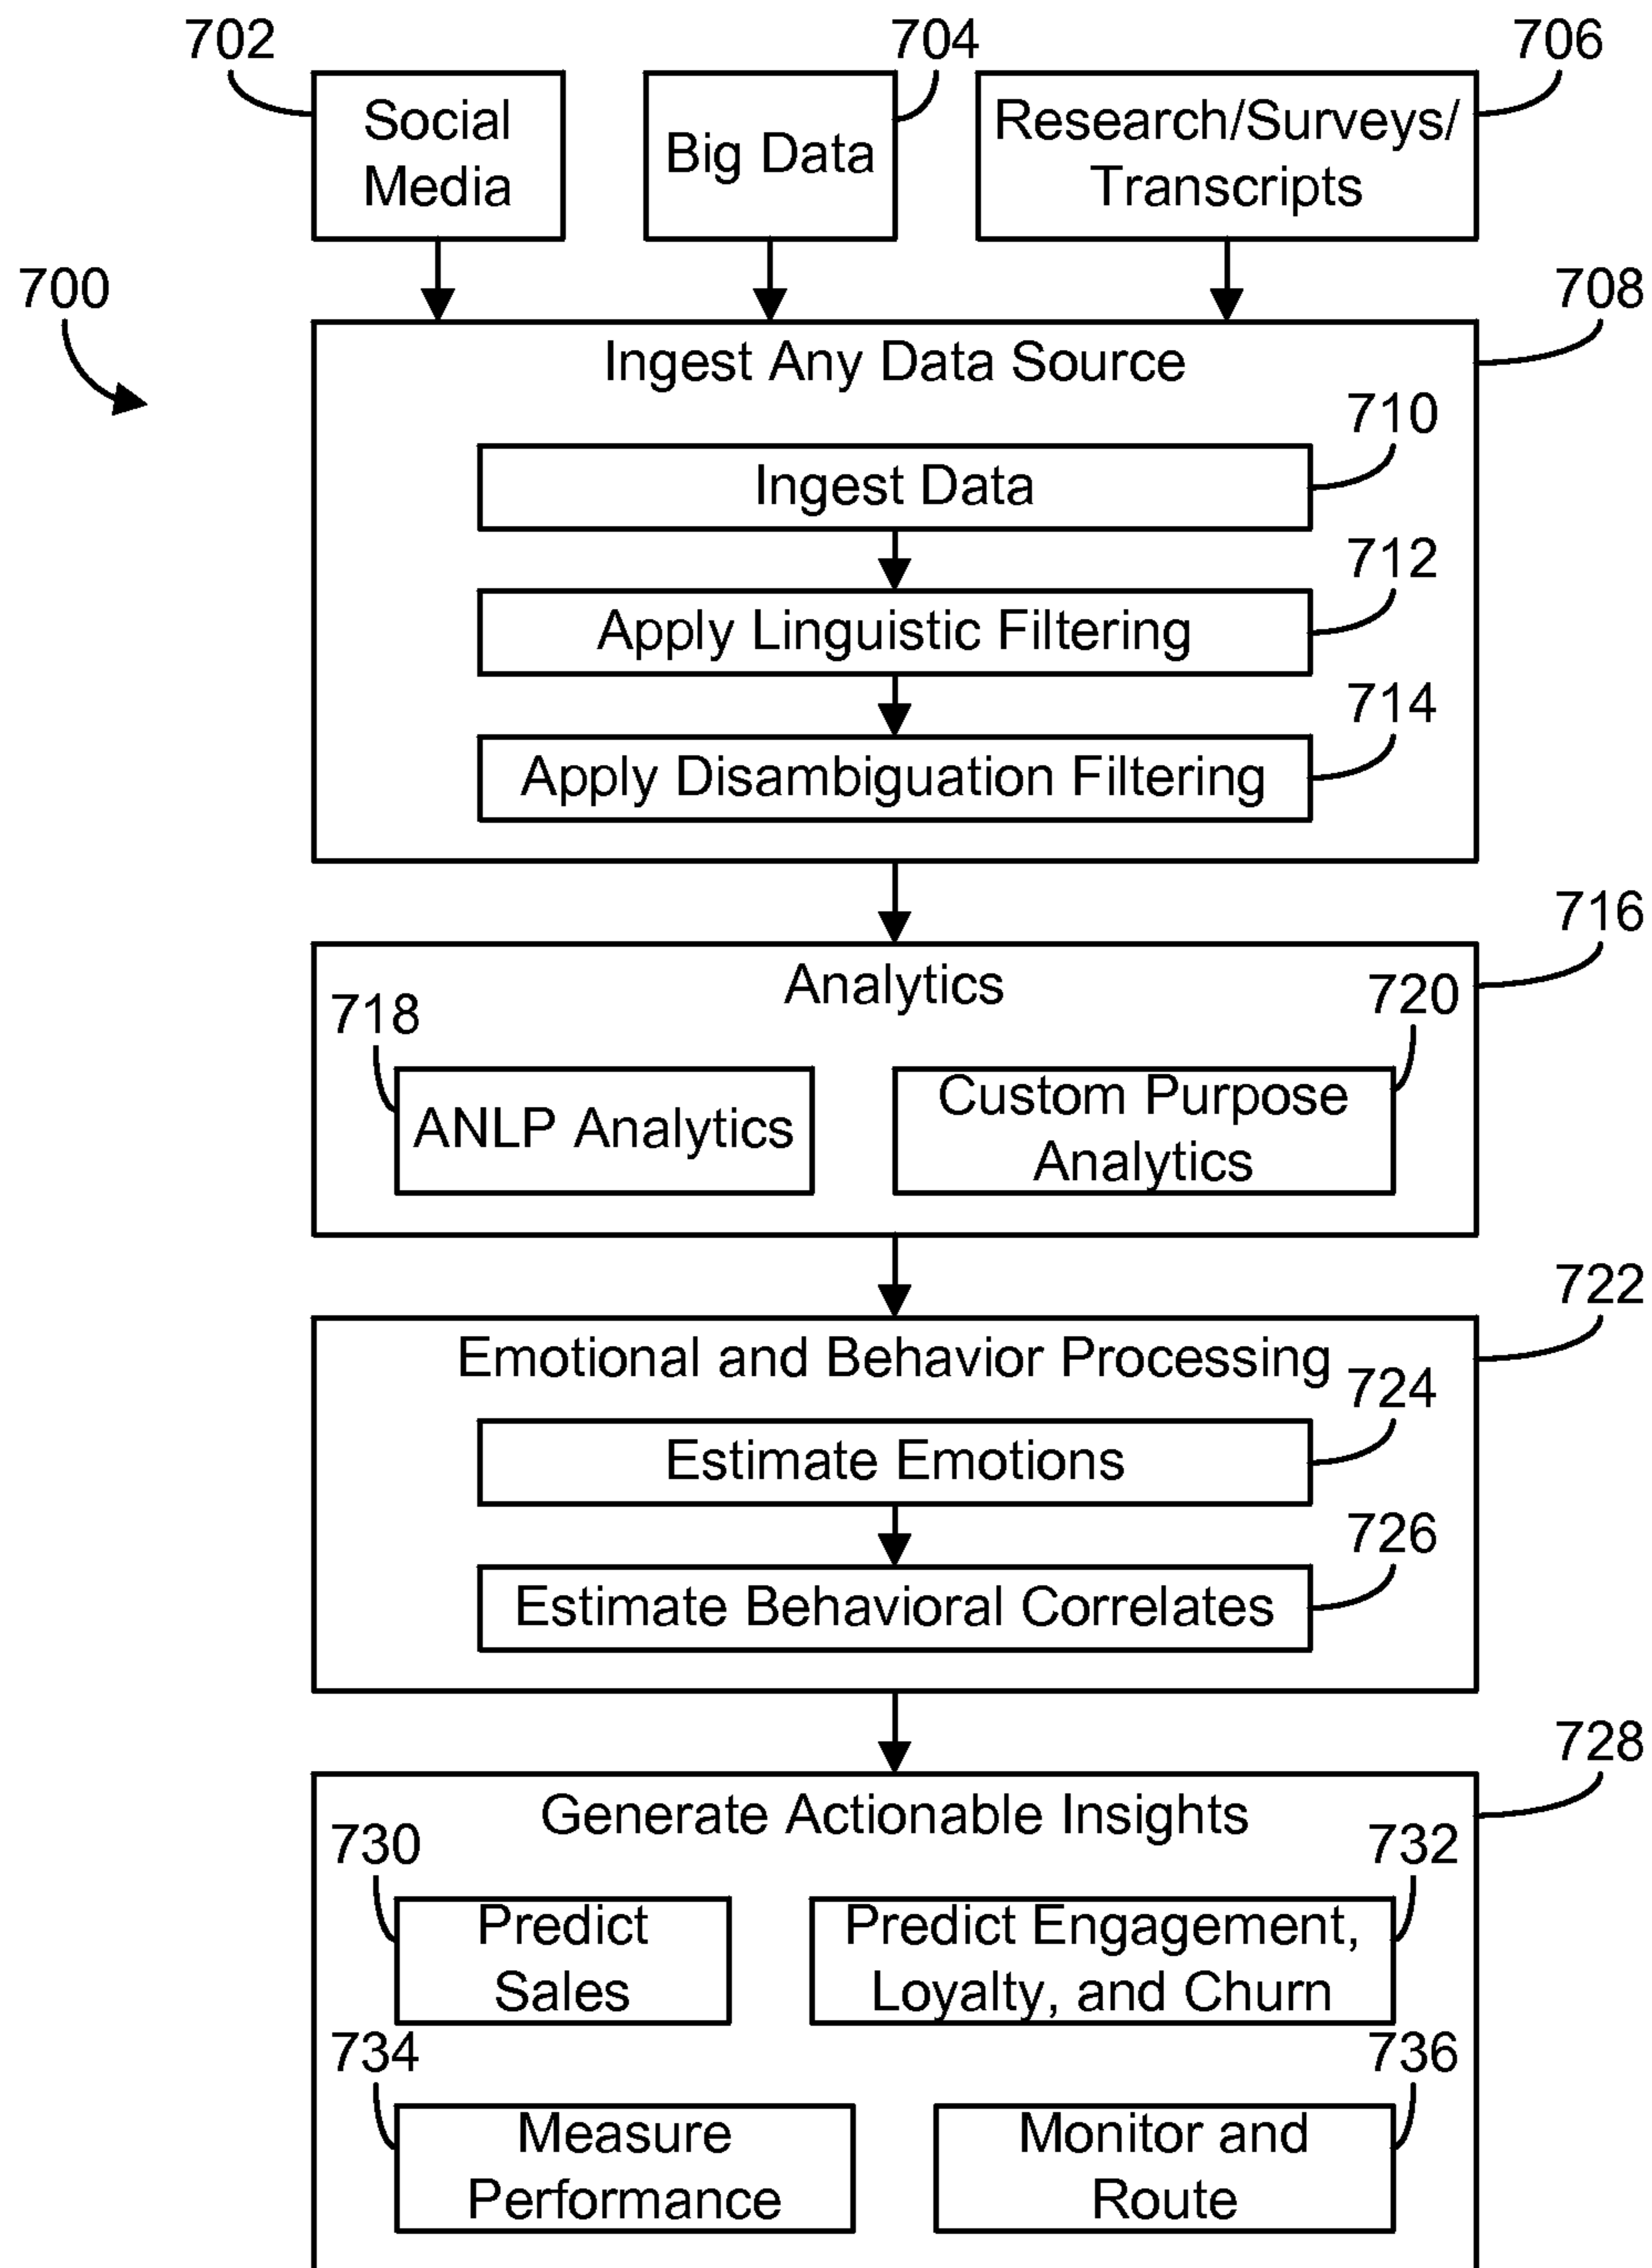 702
704
706
Social
Media
Big Data
Research/Surveys/
Transcripts
700
708
Ingest Any Data Source
710
Ingest Data
712
Apply Linguistic Filtering
714
Apply Disambiguation Filtering
716
Analytics
718
720
ANLP Analytics
Custom Purpose
Analytics
722
Emotional and Behavior Processing
724
Estimate Emotions
726
Estimate Behavioral Correlates
728
Generate Actionable Insights
730
732
Predict
Sales
Predict Engagement,
Loyalty, and Churn
734
736
Measure
Performance
Monitor and
Route